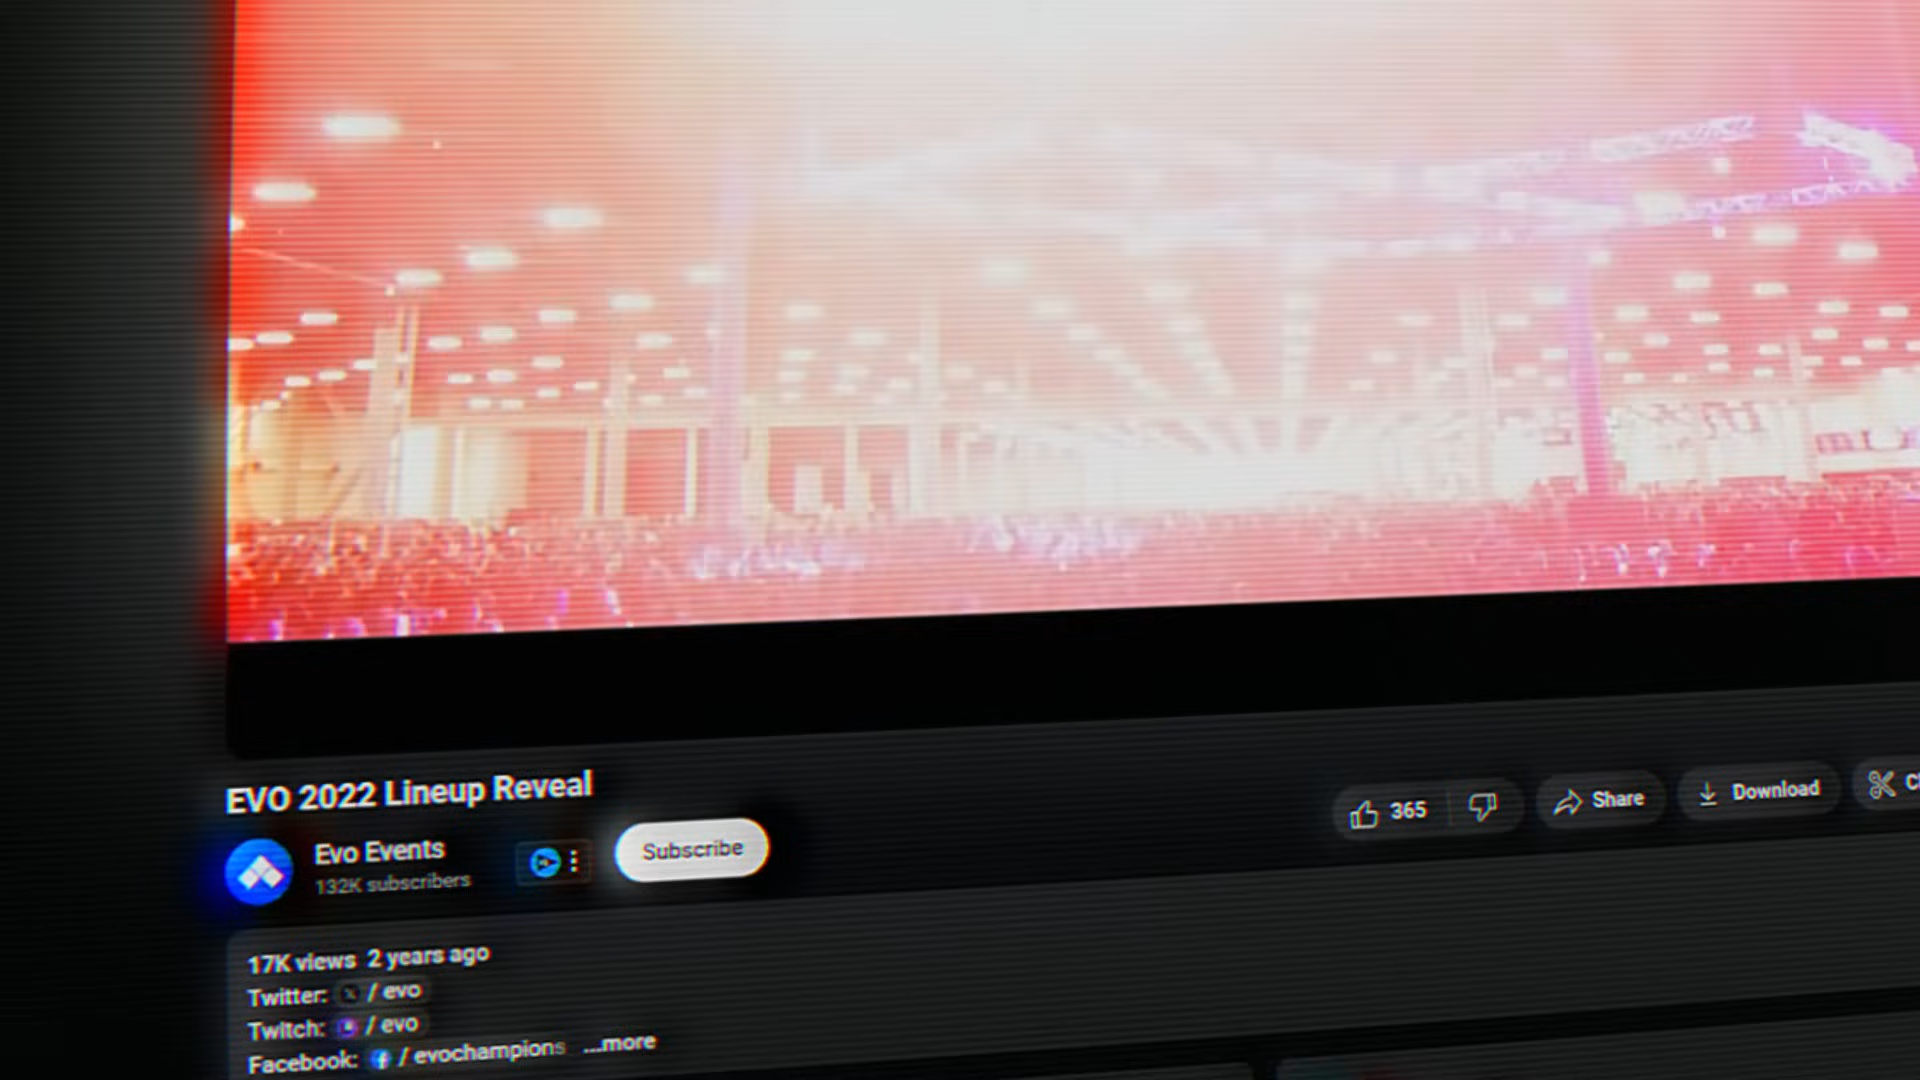 EVO 2022 Lineup Reveal
Evo Events
132K subscribers
Subscribe
365
Share
Download
17K views 2 years ago
Twitter: / evo
Twitch: / evo
Facebook: / evochampions ...more